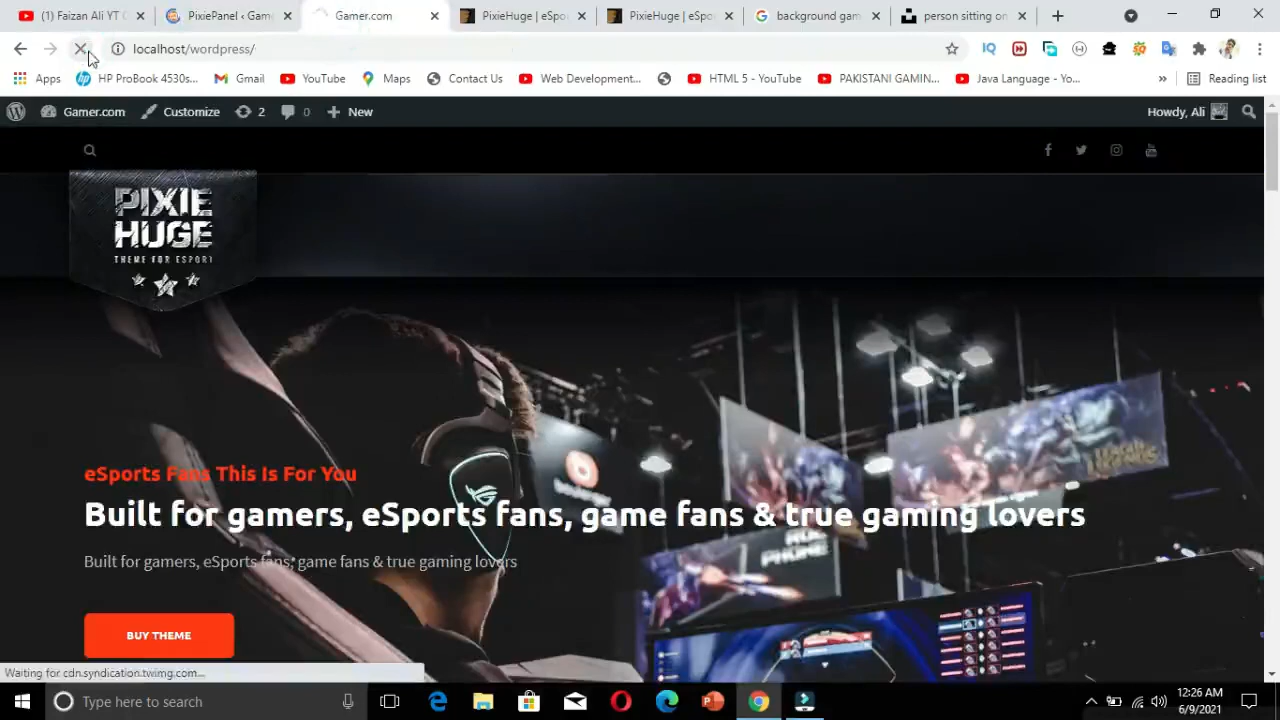 (1) Faizan Ali YT C
PixiePanel ‹ Game
Gamer.com
PixieHuge | eSpo
PixieHuge | eSpor
background gam
person sitting on
localhost/wordpress/
Apps
HP ProBook 4530s...
Gmail
YouTube
Maps
Contact Us
Web Development...
HTML 5 - YouTube
PAKISTANI GAMIN...
Java Language - Yo...
»
Reading list
Gamer.com
Customize
2
0
New
Howdy, Ali
PIXIE
HUGE
THEME FOR ESPORT
eSports Fans This Is For You
Built for gamers, eSports fans, game fans & true gaming lovers
Built for gamers, eSports fans, game fans & true gaming lovers
BUY THEME
Waiting for cdn.syndication.twimg.com...
Type here to search
12:26 AM
6/9/2021